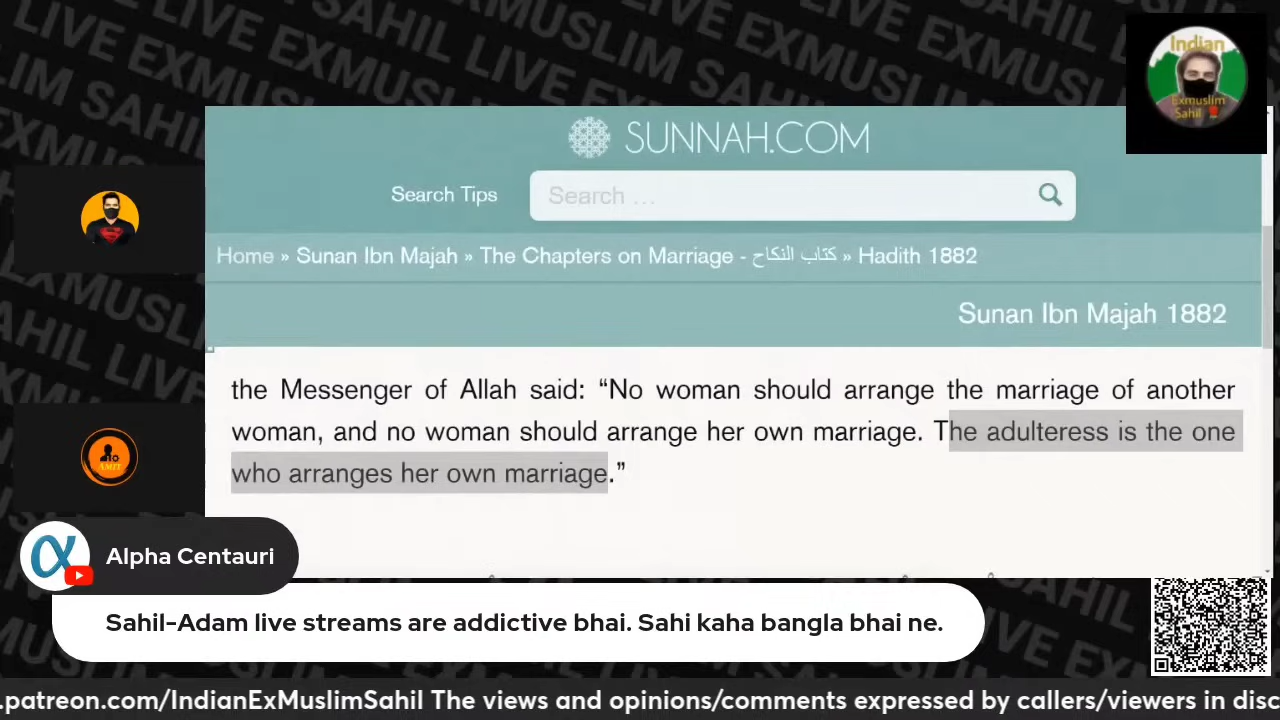 Indian
Exmuslim
Sahil
SUNNAH.COM
Search Tips
Search ...
Home » Sunan Ibn Majah » The Chapters on Marriage - كتاب النكاح » Hadith 1882
Sunan Ibn Majah 1882
the Messenger of Allah said: “No woman should arrange the marriage of another
woman, and no woman should arrange her own marriage. The adulteress is the one
who arranges her own marriage.”
AMIT
Alpha Centauri
Sahil-Adam live streams are addictive bhai. Sahi kaha bangla bhai ne.
.patreon.com/IndianExMuslimSahil The views and opinions/comments expressed by callers/viewers in disc